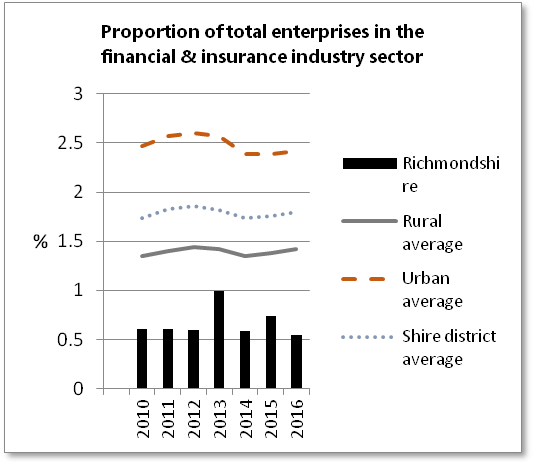 Proportion of total enterprises in the
financial & insurance industry sector
3
2.5
2
% 1.5
1
0.5
0
2010
2011
2012
2013
2014
2015
2016
Richmondshi
re
Rural
average
Urban
average
Shire district
average